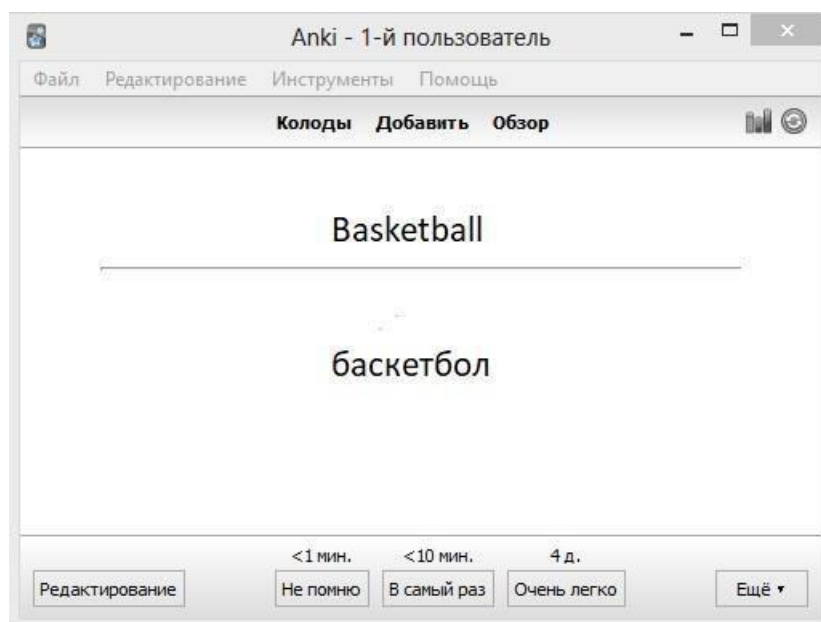 Anki - 1-й пользователь
Файл Редактирование Инструменты Помощь
Колоды Добавить Обзор
Basketball
баскетбол
<1 мин. <10 мин. 4 д.
Редактирование Не помню В самый раз Очень легко Ещё ▾